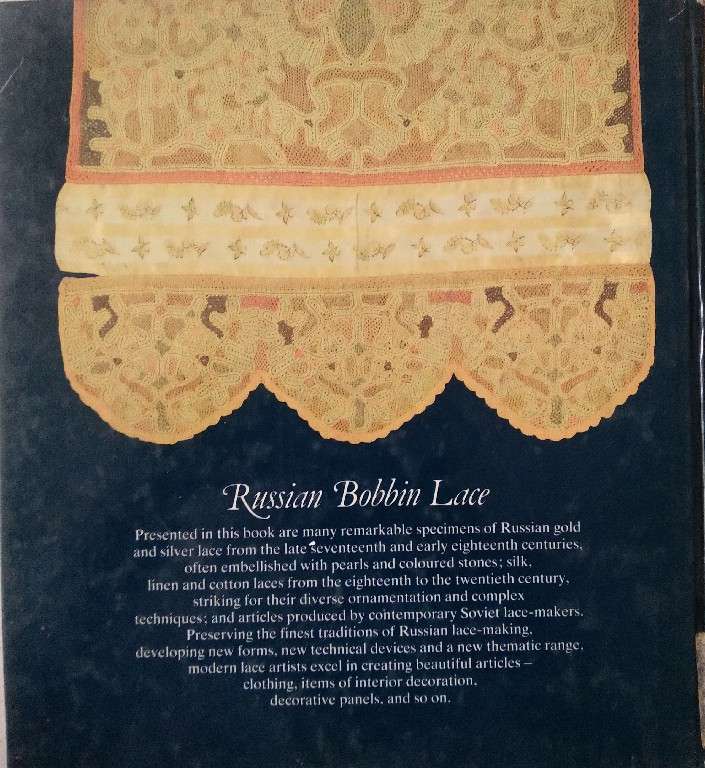 Russian Bobbin Lace
Presented in this book are many remarkable specimens of Russian gold
and silver lace from the late seventeenth and early eighteenth centuries,
often embellished with pearls and coloured stones; silk,
linen and cotton laces from the eighteenth to the twentieth century,
striking for their diverse ornamentation and complex
techniques; and articles produced by contemporary Soviet lace-makers.
Preserving the finest traditions of Russian lace-making,
developing new forms, new technical devices and a new thematic range,
modern lace artists excel in creating beautiful articles –
clothing, items of interior decoration,
decorative panels, and so on.